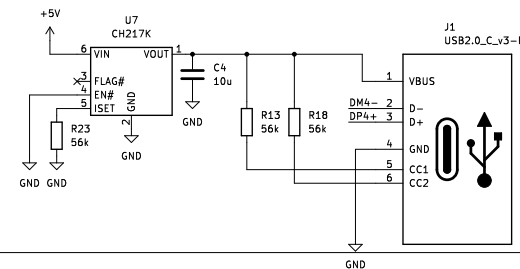 +5V
U7
CH217K
6 VIN
VOUT 1
3 FLAG#
4 EN#
5 ISET
GND
2
C4
10u
GND
R23
56k
GND
GND
GND
R13
56k
R18
56k
J1
USB2.0_C_v3-
1 VBUS
DM4- 2 D-
DP4+ 3 D+
4 GND
5 CC1
6 CC2
GND